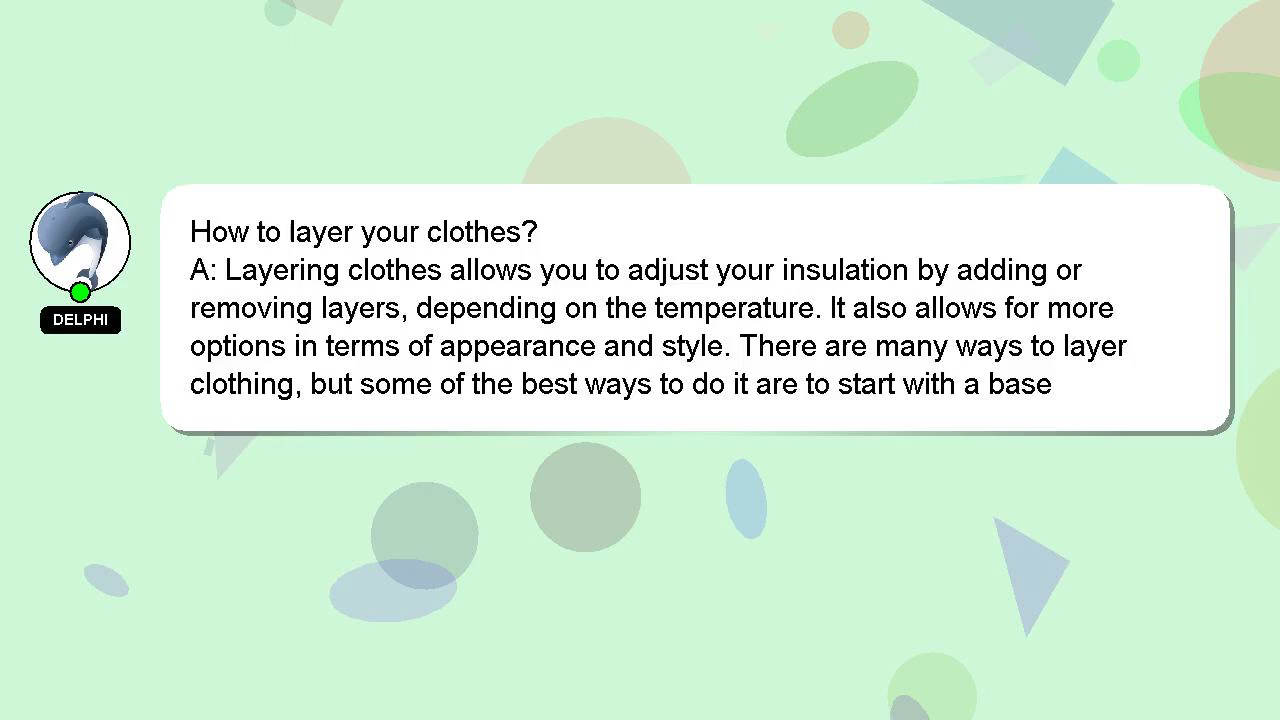 How to layer your clothes?
A: Layering clothes allows you to adjust your insulation by adding or
removing layers, depending on the temperature. It also allows for more
options in terms of appearance and style. There are many ways to layer
clothing, but some of the best ways to do it are to start with a base
DELPHI